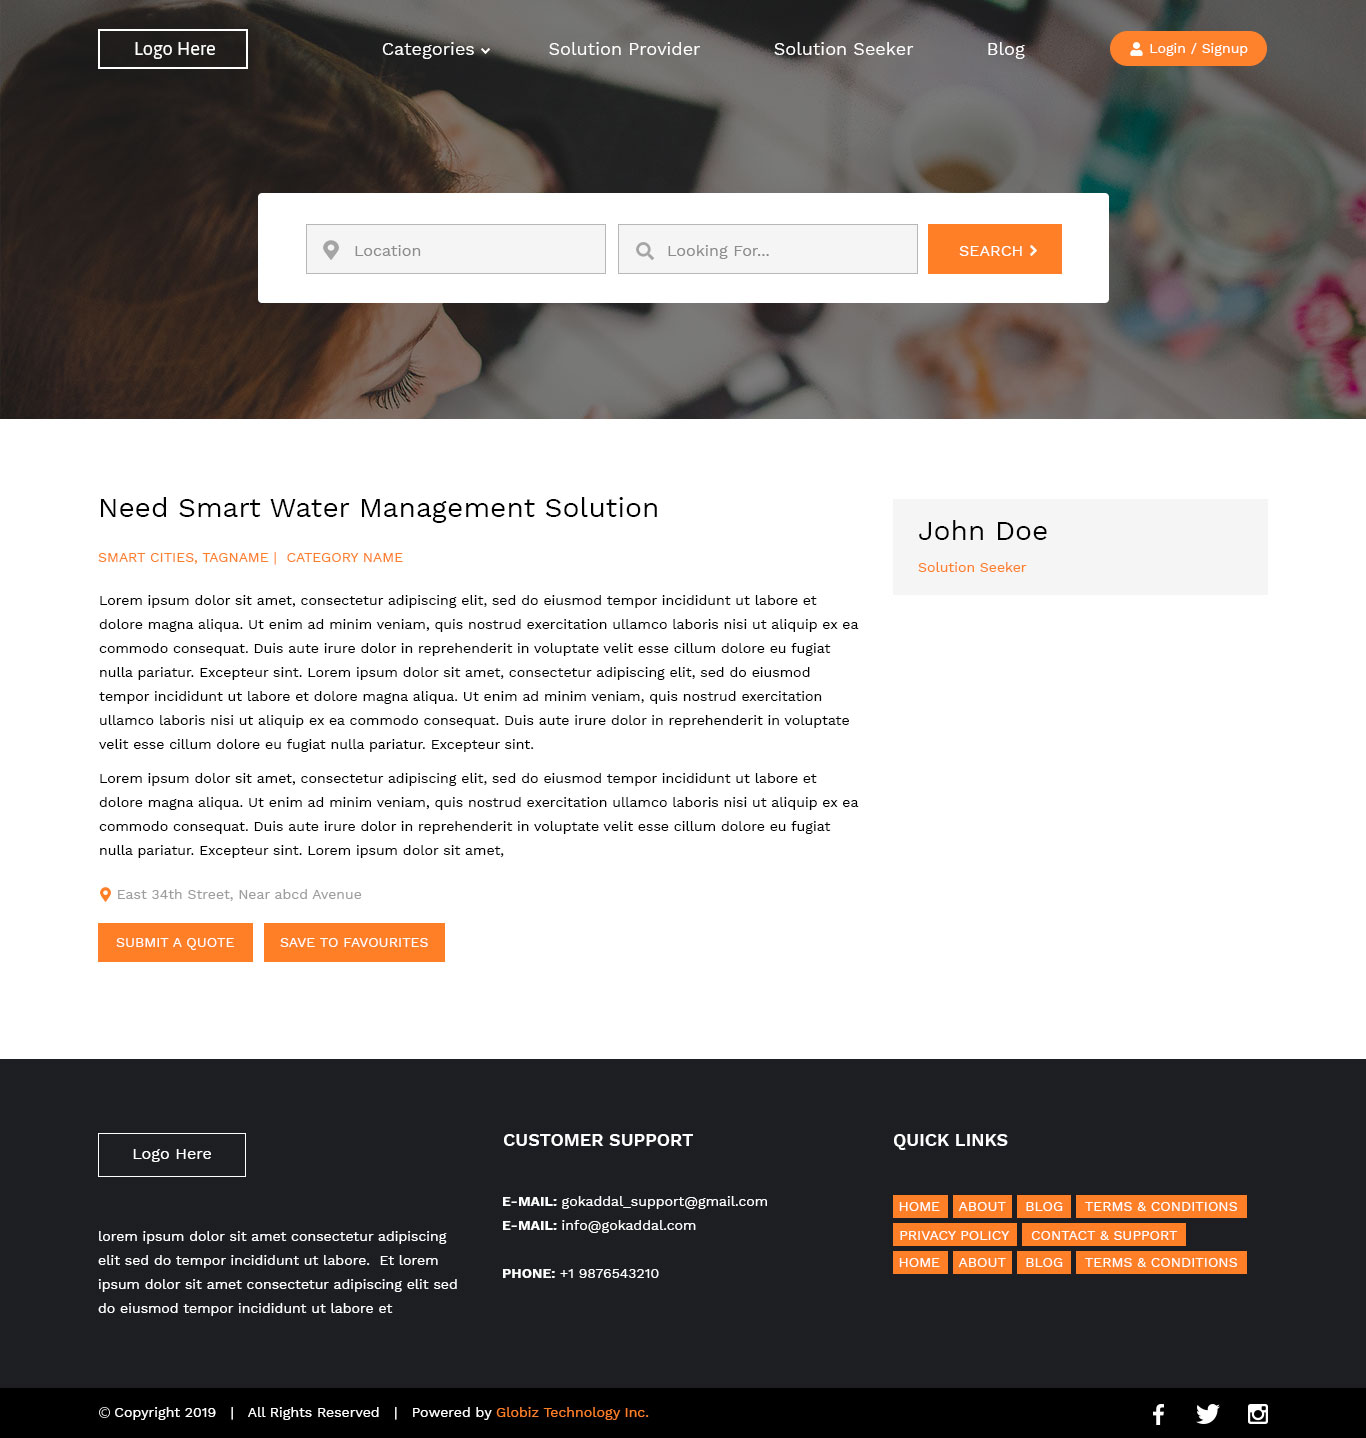 Logo Here
Categories
Solution Provider
Solution Seeker
Blog
Login / Signup
Location
Looking For...
SEARCH
Need Smart Water Management Solution
SMART CITIES, TAGNAME | CATEGORY NAME
Lorem ipsum dolor sit amet, consectetur adipiscing elit, sed do eiusmod tempor incididunt ut labore et
dolore magna aliqua. Ut enim ad minim veniam, quis nostrud exercitation ullamco laboris nisi ut aliquip ex ea
commodo consequat. Duis aute irure dolor in reprehenderit in voluptate velit esse cillum dolore eu fugiat
nulla pariatur. Excepteur sint. Lorem ipsum dolor sit amet, consectetur adipiscing elit, sed do eiusmod
tempor incididunt ut labore et dolore magna aliqua. Ut enim ad minim veniam, quis nostrud exercitation
ullamco laboris nisi ut aliquip ex ea commodo consequat. Duis aute irure dolor in reprehenderit in voluptate
velit esse cillum dolore eu fugiat nulla pariatur. Excepteur sint.
Lorem ipsum dolor sit amet, consectetur adipiscing elit, sed do eiusmod tempor incididunt ut labore et
dolore magna aliqua. Ut enim ad minim veniam, quis nostrud exercitation ullamco laboris nisi ut aliquip ex ea
commodo consequat. Duis aute irure dolor in reprehenderit in voluptate velit esse cillum dolore eu fugiat
nulla pariatur. Excepteur sint. Lorem ipsum dolor sit amet,
East 34th Street, Near abcd Avenue
SUBMIT A QUOTE
SAVE TO FAVOURITES
John Doe
Solution Seeker
Logo Here
lorem ipsum dolor sit amet consectetur adipiscing
elit sed do tempor incididunt ut labore. Et lorem
ipsum dolor sit amet consectetur adipiscing elit sed
do eiusmod tempor incididunt ut labore et
CUSTOMER SUPPORT
E-MAIL: gokaddal_support@gmail.com
E-MAIL: info@gokaddal.com
PHONE: +1 9876543210
QUICK LINKS
HOME ABOUT BLOG TERMS & CONDITIONS
PRIVACY POLICY CONTACT & SUPPORT
HOME ABOUT BLOG TERMS & CONDITIONS
© Copyright 2019 | All Rights Reserved | Powered by Globiz Technology Inc.